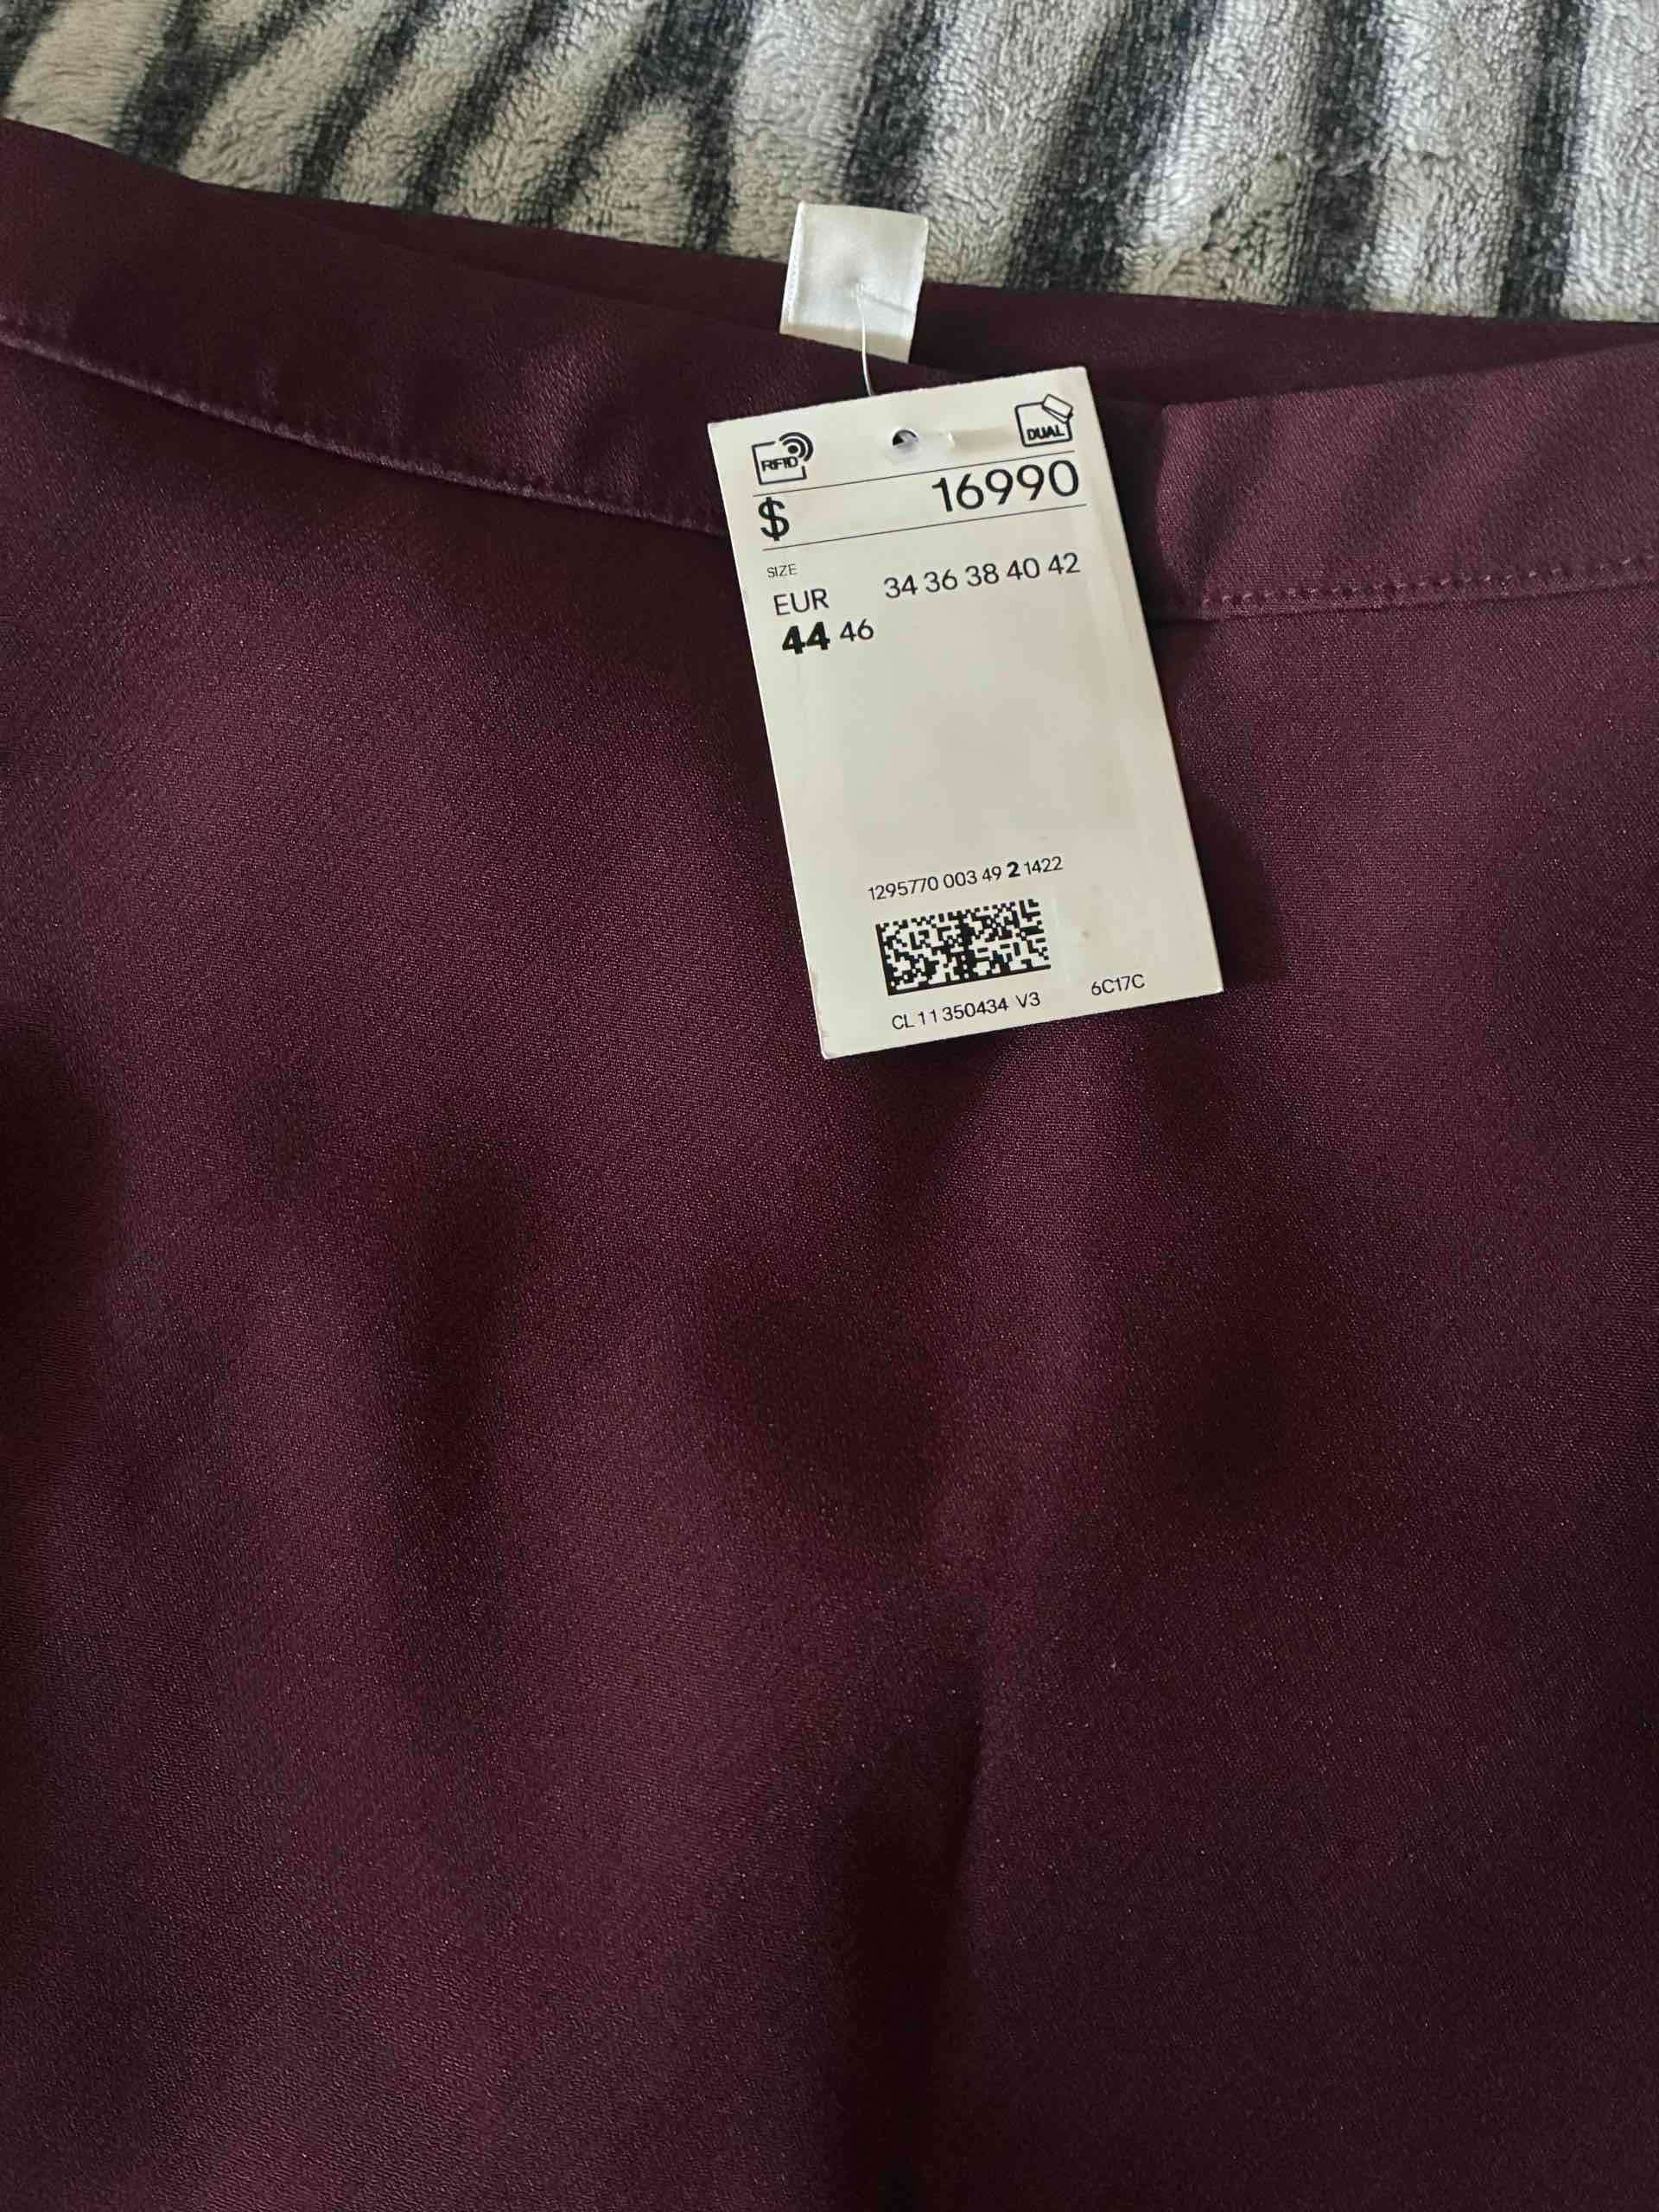 RFID DUAL
$ 16990
SIZE
EUR 34 36 38 40 42
44 46
1295770 003 49 2 1422
CL 11 350434 V3 6C17C